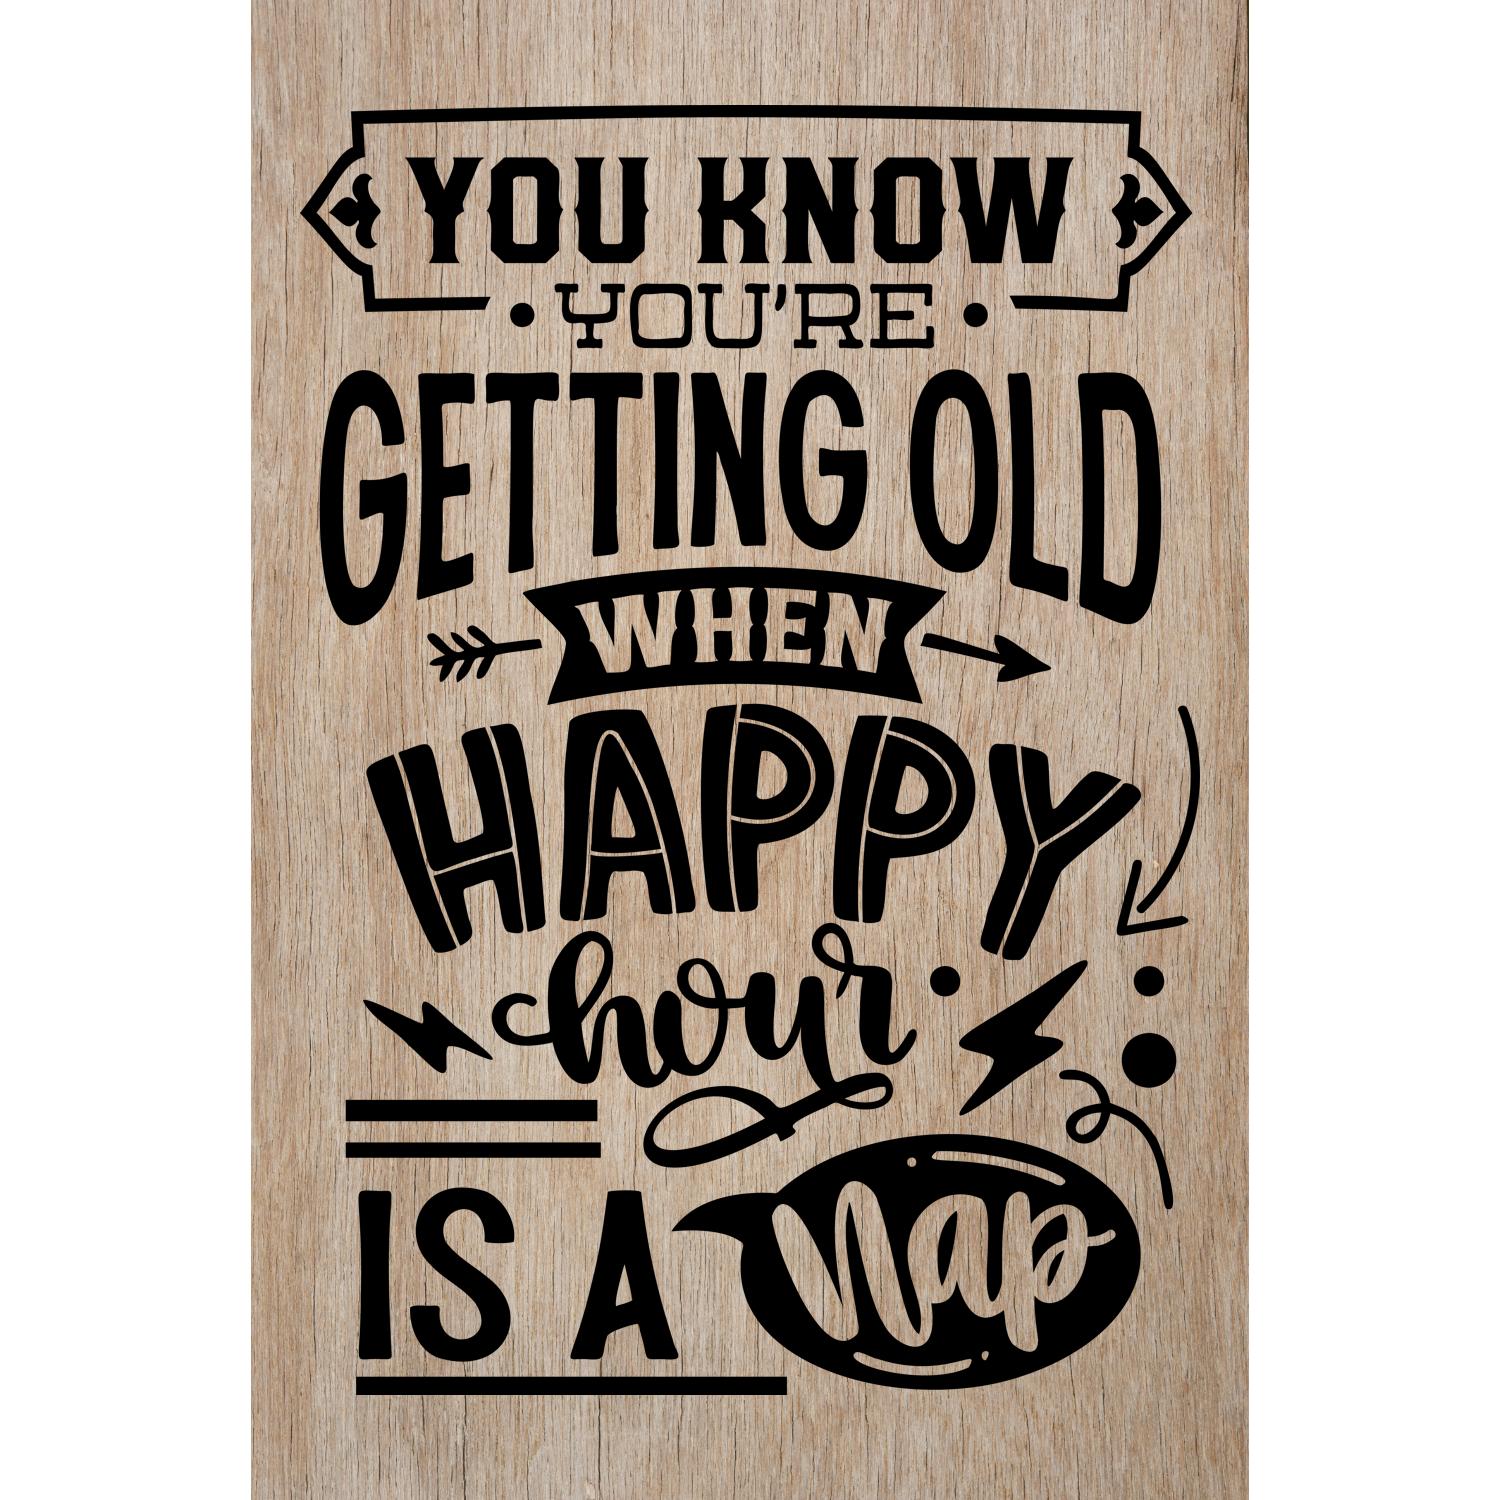 YOU KNOW
• YOU'RE •
GETTING OLD
WHEN
HAPPY
hour
IS A Nap